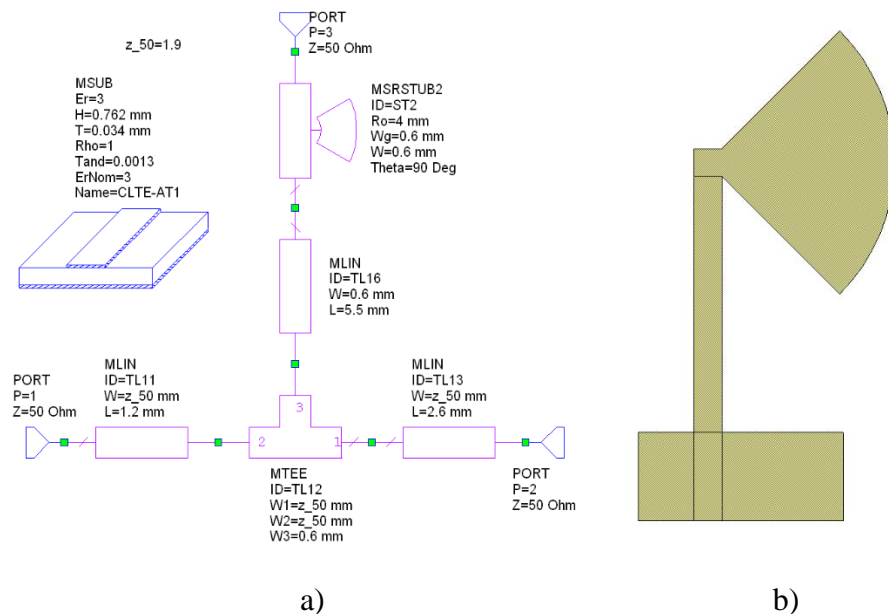 z_50=1.9
MSUB
Er=3
H=0.762 mm
T=0.034 mm
Rho=1
Tand=0.0013
ErNom=3
Name=CLTE-AT1
PORT
P=3
Z=50 Ohm
MSRSTUB2
ID=ST2
Ro=4 mm
Wg=0.6 mm
W=0.6 mm
Theta=90 Deg
MLIN
ID=TL16
W=0.6 mm
L=5.5 mm
PORT
P=1
Z=50 Ohm
MLIN
ID=TL11
W=z_50 mm
L=1.2 mm
3
2
1
MTEE
ID=TL12
W1=z_50 mm
W2=z_50 mm
W3=0.6 mm
MLIN
ID=TL13
W=z_50 mm
L=2.6 mm
PORT
P=2
Z=50 Ohm
a)
b)